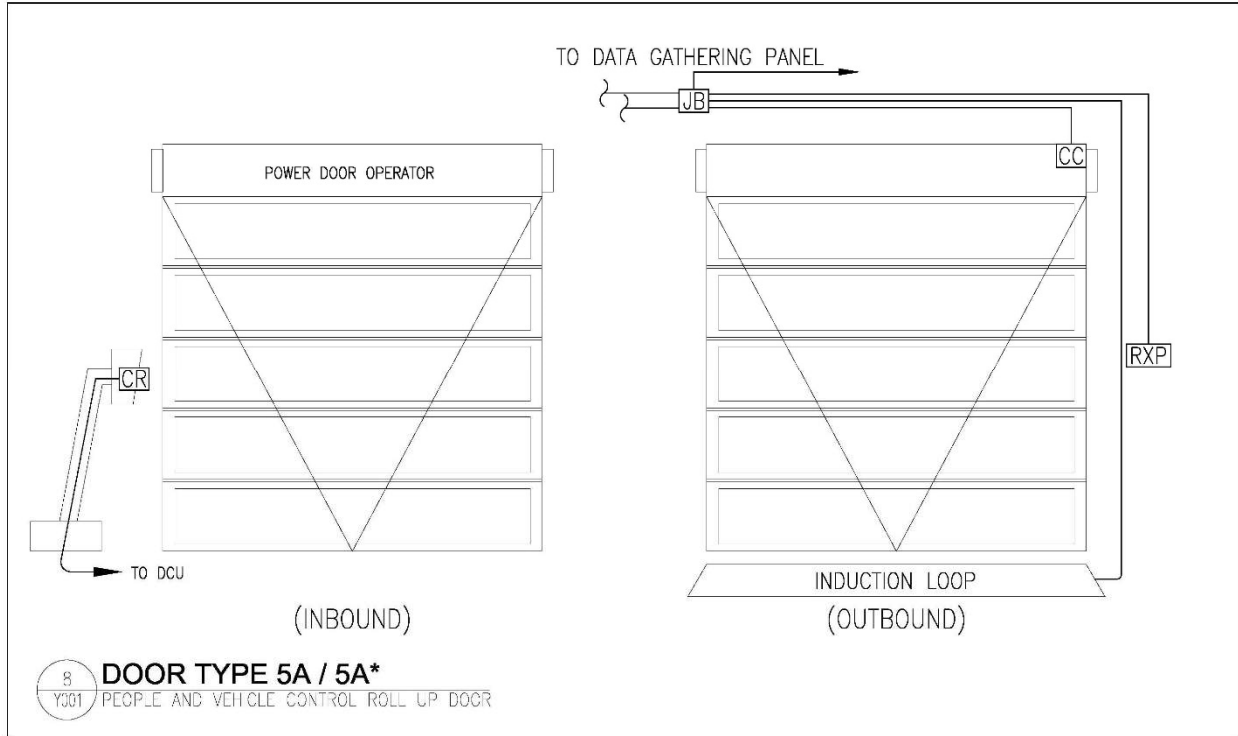 TO DATA GATHERING PANEL
JB
CC
POWER DOOR OPERATOR
RXP
CR
TO DCU
INDUCTION LOOP
(INBOUND)
(OUTBOUND)
8
Y001
DOOR TYPE 5A / 5A*
PEOPLE AND VEHICLE CONTROL ROLL UP DOOR